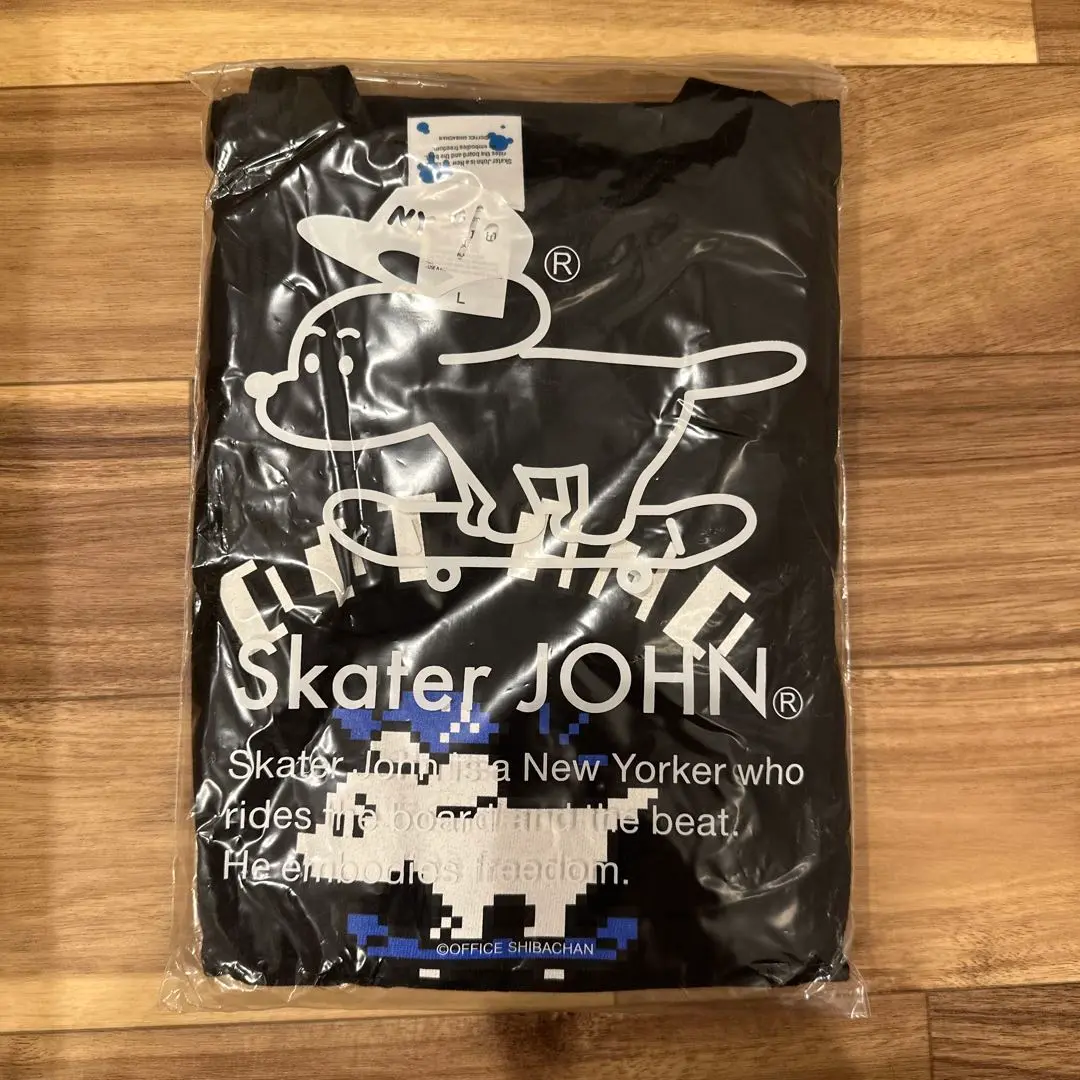 NY
®
L
Skater JOHN®
Skater John is a New Yorker who
rides the board and the beat.
He embodies freedom.
©OFFICE SHIBACHAN